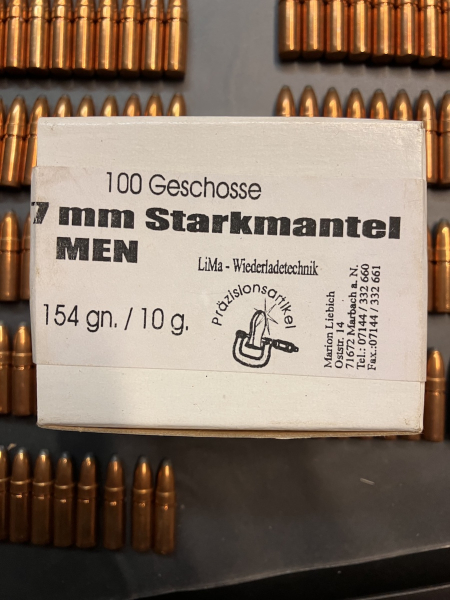 100 Geschosse
7 mm Starkmantel
MEN
LiMa - Wiederladetechnik
154 gn. / 10 g.
Präzisionsartikel
Marion Liebich
Oststr. 14
71672 Marbach a. N.
Tel.: 07144 / 332 660
Fax.:07144 / 332 661